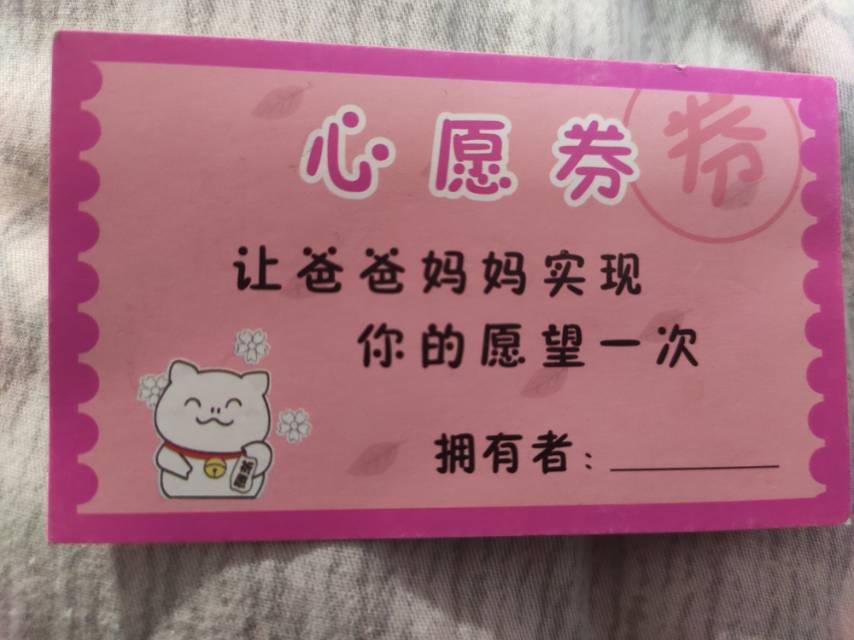 心愿券
让爸爸妈妈实现
你的愿望一次
拥有者：